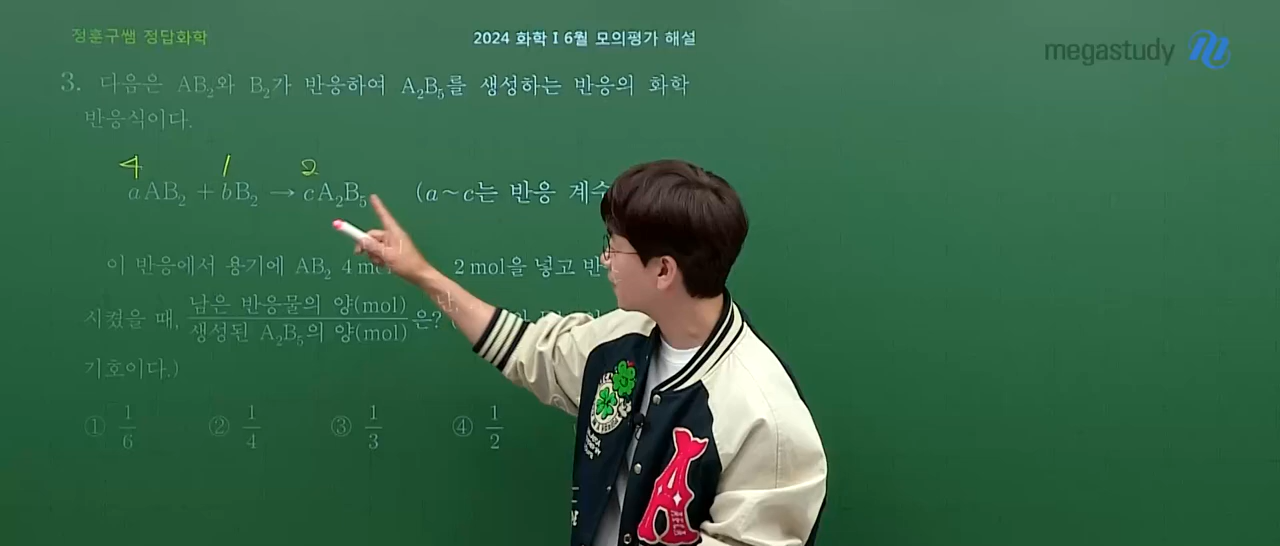 정훈구쌤 정답화학
2024 화학 I 6월 모의평가 해설
megastudy
3. 다음은 AB₂와 B₂가 반응하여 A₂B₅를 생성하는 반응의 화학
반응식이다.
4 1 2
aAB₂ + bB₂ → cA₂B₅ (a~c는 반응 계수
이 반응에서 용기에 AB₂ 4 m 2 mol을 넣고 반
시켰을 때, 남은 반응물의 양(mol)
생성된 A₂B₅의 양(mol) 은?
기호이다.)
① 1/6 ② 1/4 ③ 1/3 ④ 1/2
A